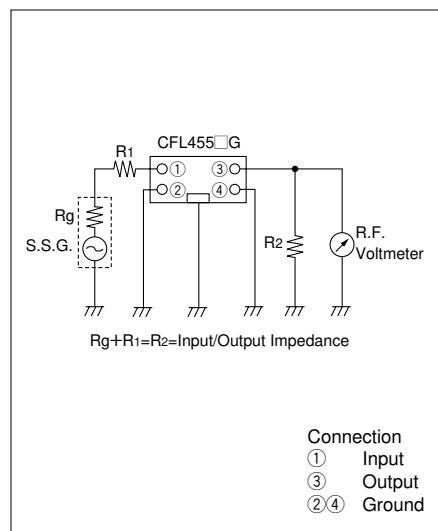 CFL455□G
R1
① ③
② ④
Rg
S.S.G.
R2
R.F.
Voltmeter
Rg+R1=R2=Input/Output Impedance
Connection
① Input
③ Output
②④ Ground